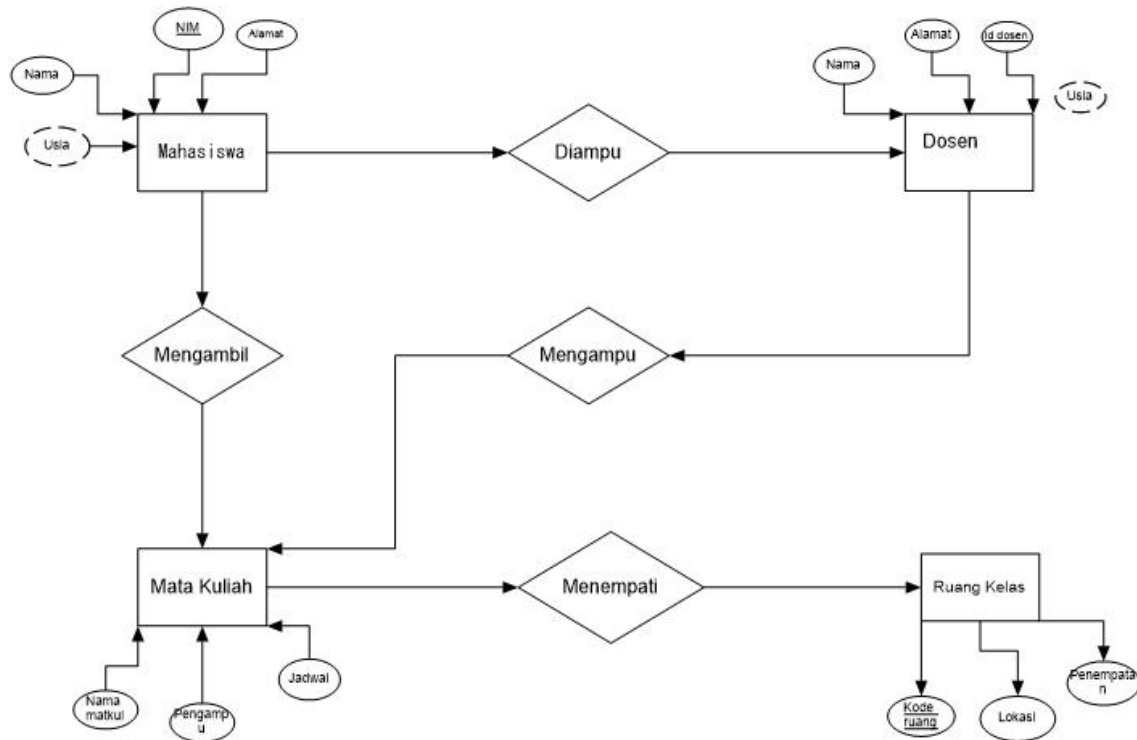 NIM
Alamat
Nama
Usia
Mahasiswa
Diampu
Nama
Alamat
Id dosen
Usia
Dosen
Mengambil
Mengampu
Mata Kuliah
Menempati
Ruang Kelas
Nama
matkul
Pengamp
u
Jadwal
Kode
ruang
Lokasi
Penempata
n